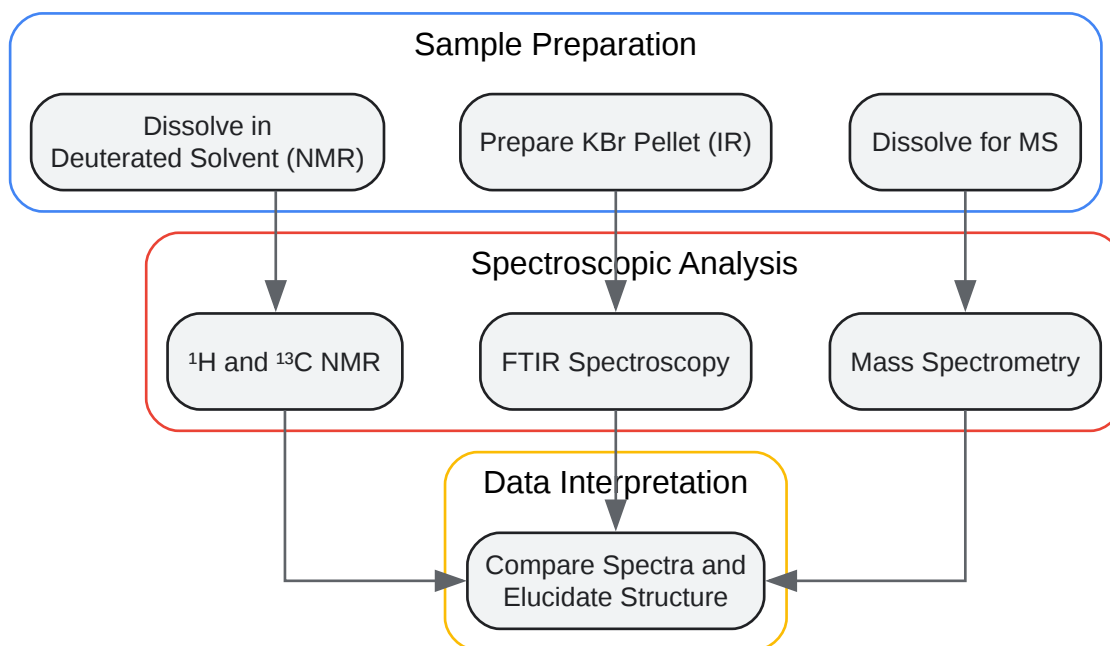 Sample Preparation
Dissolve in
Deuterated Solvent (NMR)
Prepare KBr Pellet (IR)
Dissolve for MS
Spectroscopic Analysis
¹H and ¹³C NMR
FTIR Spectroscopy
Mass Spectrometry
Data Interpretation
Compare Spectra and
Elucidate Structure